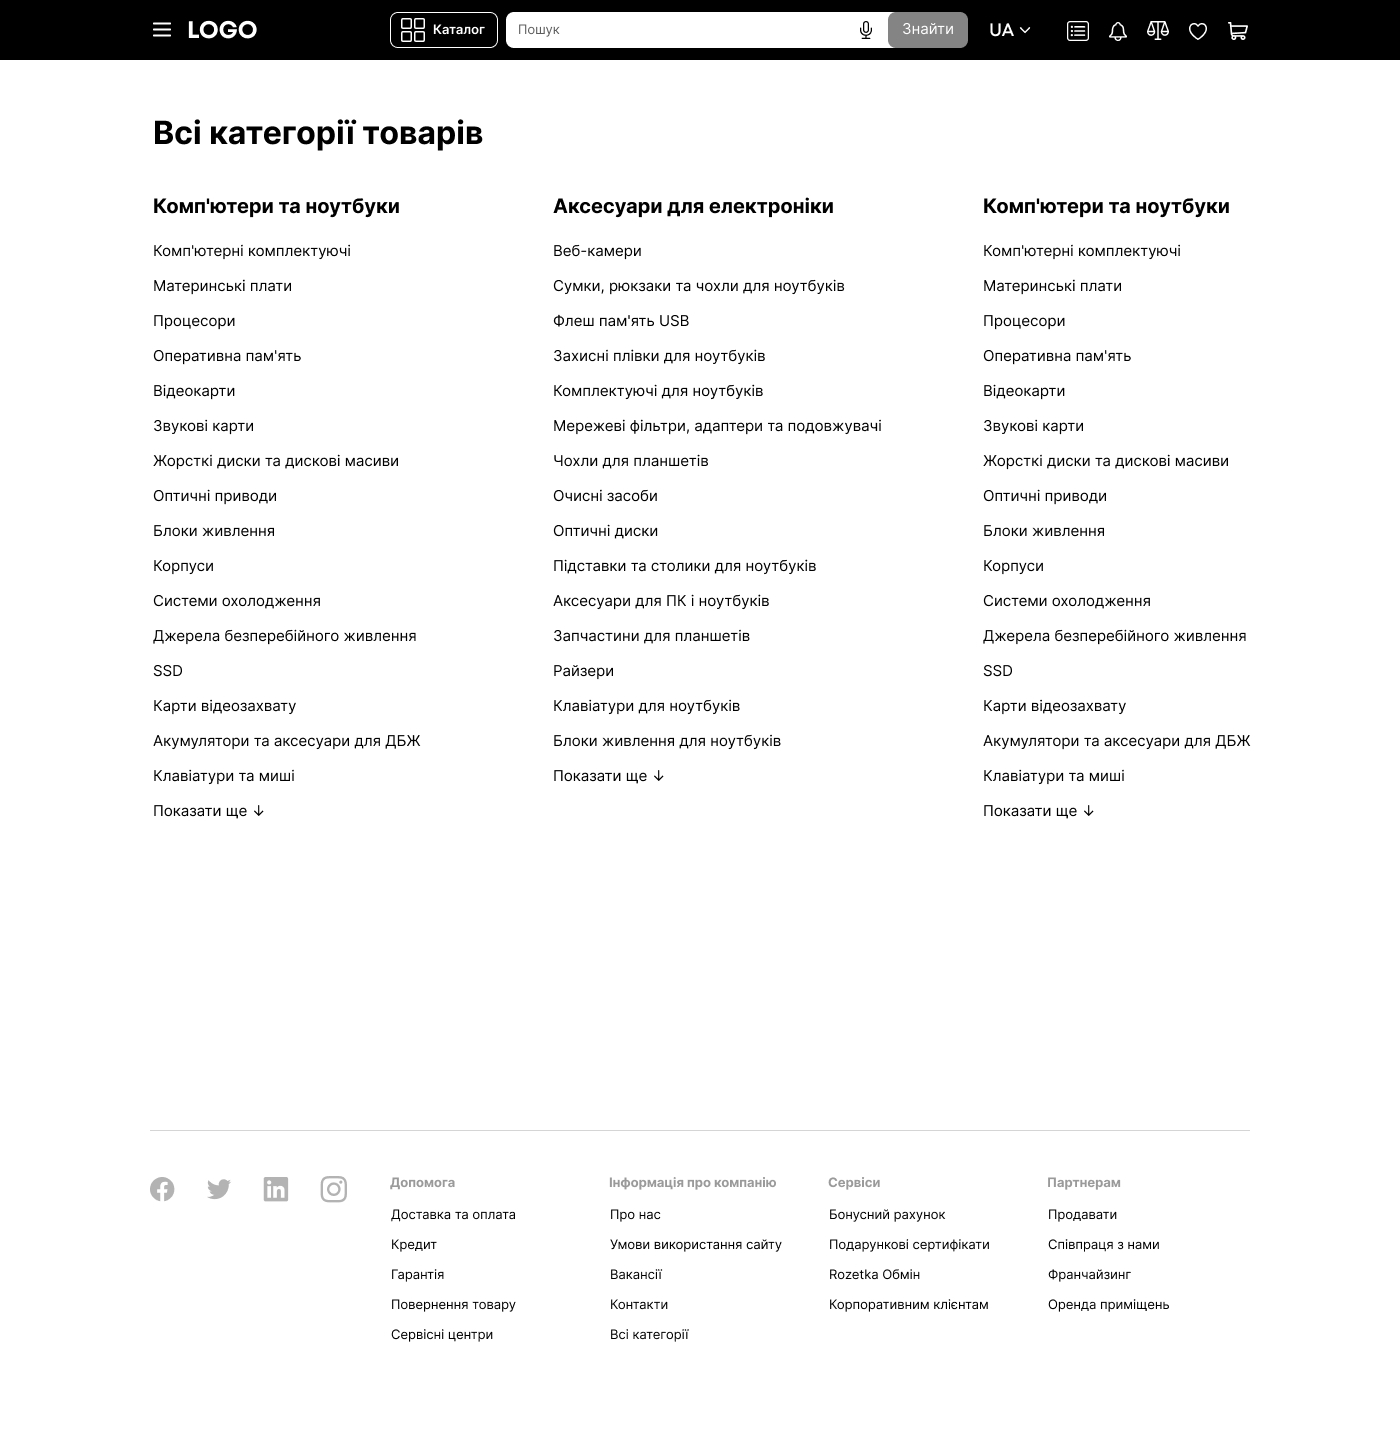 LOGO
Каталог
Пошук
Знайти
UA
Всі категорії товарів
Комп'ютери та ноутбуки
Комп'ютерні комплектуючі
Материнські плати
Процесори
Оперативна пам'ять
Відеокарти
Звукові карти
Жорсткі диски та дискові масиви
Оптичні приводи
Блоки живлення
Корпуси
Системи охолодження
Джерела безперебійного живлення
SSD
Карти відеозахвату
Акумулятори та аксесуари для ДБЖ
Клавіатури та миші
Показати ще ↓
Аксесуари для електроніки
Веб-камери
Сумки, рюкзаки та чохли для ноутбуків
Флеш пам'ять USB
Захисні плівки для ноутбуків
Комплектуючі для ноутбуків
Мережеві фільтри, адаптери та подовжувачі
Чохли для планшетів
Очисні засоби
Оптичні диски
Підставки та столики для ноутбуків
Аксесуари для ПК і ноутбуків
Запчастини для планшетів
Райзери
Клавіатури для ноутбуків
Блоки живлення для ноутбуків
Показати ще ↓
Комп'ютери та ноутбуки
Комп'ютерні комплектуючі
Материнські плати
Процесори
Оперативна пам'ять
Відеокарти
Звукові карти
Жорсткі диски та дискові масиви
Оптичні приводи
Блоки живлення
Корпуси
Системи охолодження
Джерела безперебійного живлення
SSD
Карти відеозахвату
Акумулятори та аксесуари для ДБЖ
Клавіатури та миші
Показати ще ↓
Допомога
Доставка та оплата
Кредит
Гарантія
Повернення товару
Сервісні центри
Інформація про компанію
Про нас
Умови використання сайту
Вакансії
Контакти
Всі категорії
Сервіси
Бонусний рахунок
Подарункові сертифікати
Rozetka Обмін
Корпоративним клієнтам
Партнерам
Продавати
Співпраця з нами
Франчайзинг
Оренда приміщень